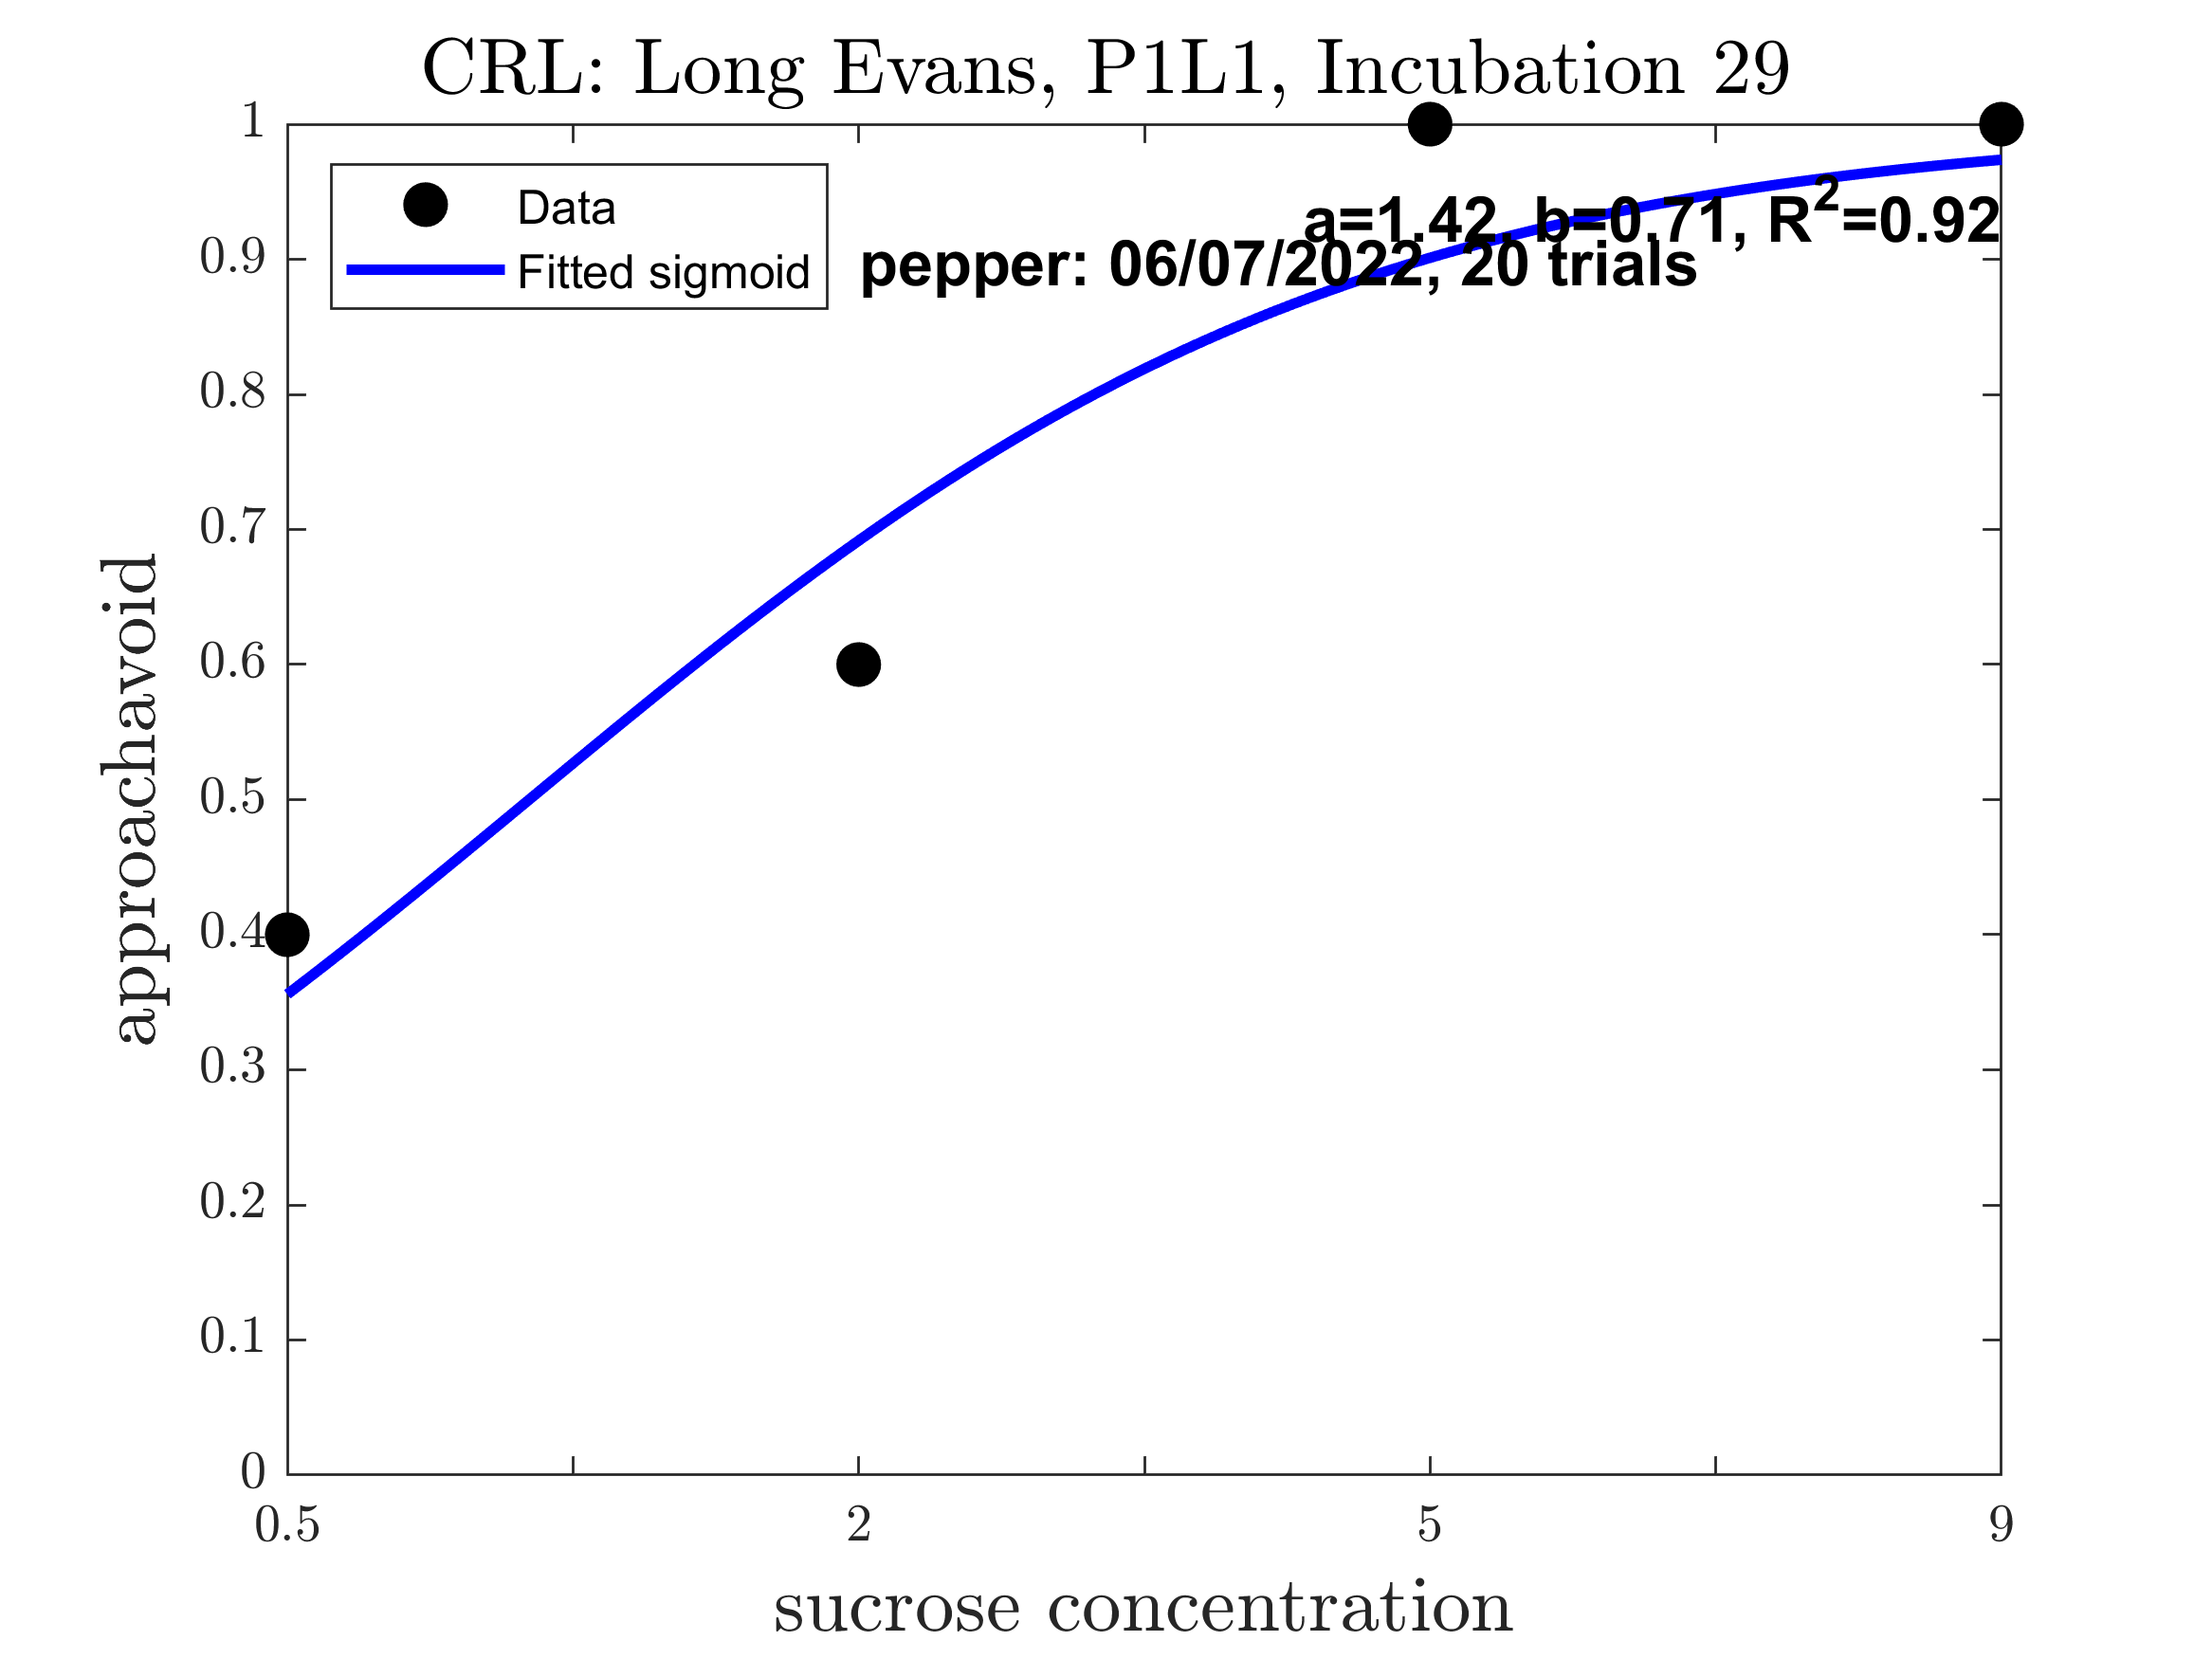 CRL: Long Evans, P1L1, Incubation 29
Data
Fitted sigmoid
a=1.42, b=0.71, R²=0.92
pepper: 06/07/2022, 20 trials
approachavoid
1
0.9
0.8
0.7
0.6
0.5
0.4
0.3
0.2
0.1
0
0.5 2 5 9
sucrose concentration